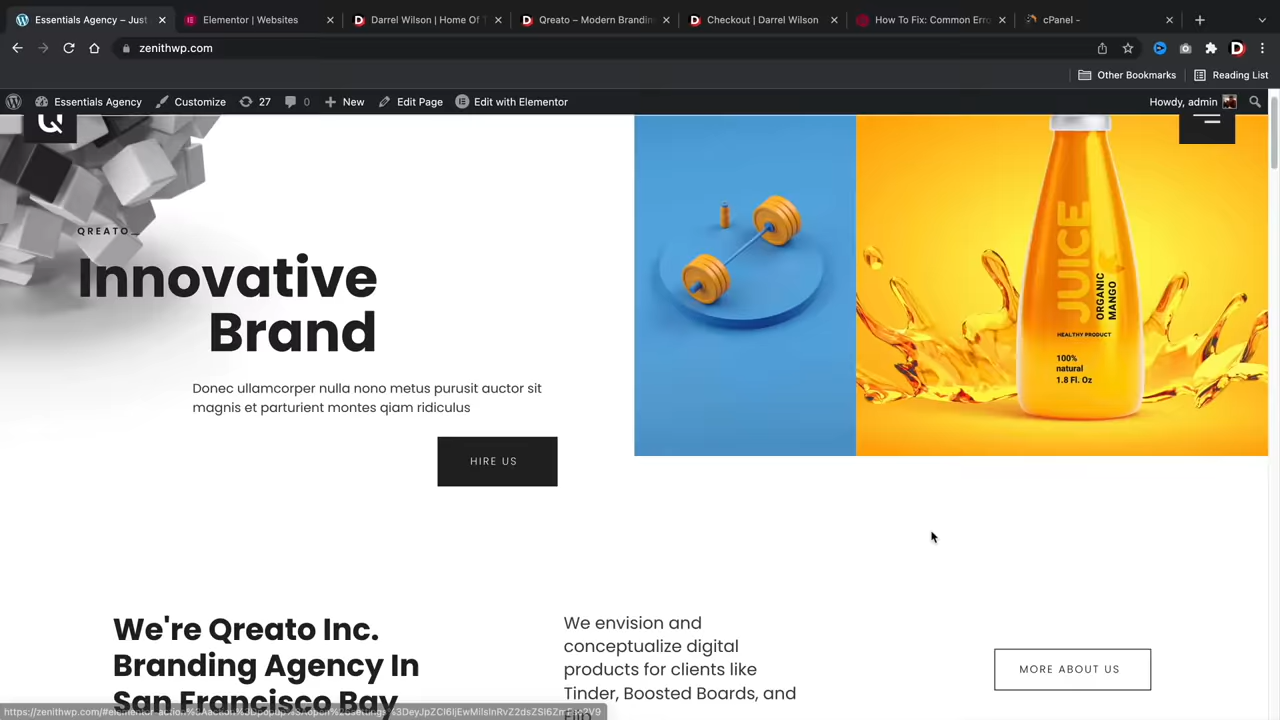 Essentials Agency – Just
Elementor | Websites
Darrel Wilson | Home Of T
Qreato – Modern Branding
Checkout | Darrel Wilson
How To Fix: Common Erro
cPanel -
zenithwp.com
Other Bookmarks
Reading List
Essentials Agency
Customize
27
0
New
Edit Page
Edit with Elementor
Howdy, admin
QREATO_
Innovative
Brand
Donec ullamcorper nulla nono metus purusit auctor sit
magnis et parturient montes qiam ridiculus
HIRE US
JUICE
ORGANIC
MANGO
HEALTHY PRODUCT
100%
natural
1.8 Fl. Oz
We're Qreato Inc.
Branding Agency In
San Francisco Bay
We envision and
conceptualize digital
products for clients like
Tinder, Boosted Boards, and
MORE ABOUT US